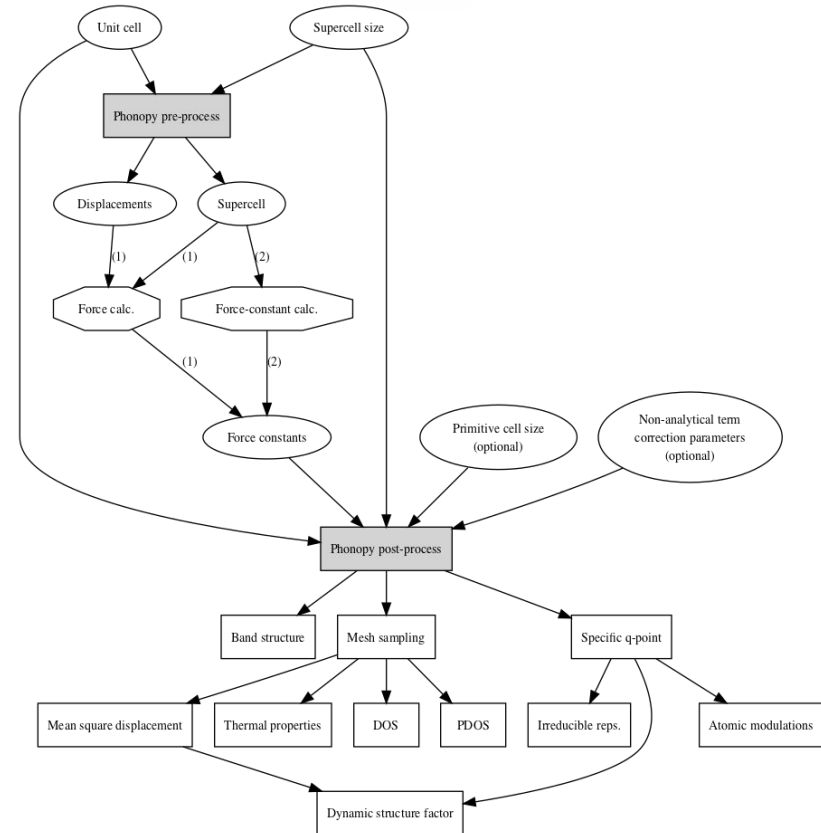 Unit cell
Supercell size
Phonopy pre-process
Displacements
Supercell
(1)
(1)
(2)
Force calc.
Force-constant calc.
(1)
(2)
Force constants
Primitive cell size
(optional)
Non-analytical term
correction parameters
(optional)
Phonopy post-process
Band structure
Mesh sampling
Specific q-point
Mean square displacement
Thermal properties
DOS
PDOS
Irreducible reps.
Atomic modulations
Dynamic structure factor